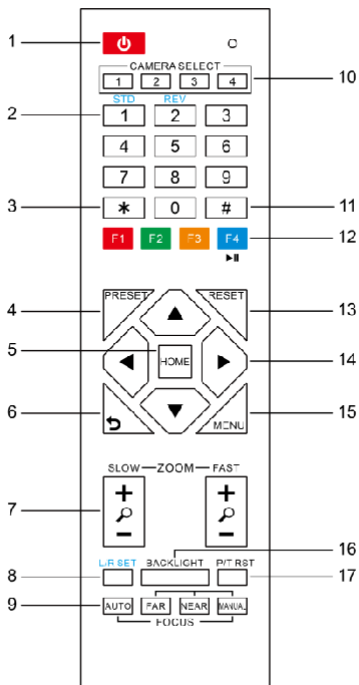 1
CAMERA SELECT
1 2 3 4
10
STD REV
2
1 2 3
4 5 6
7 8 9
3
* 0 #
11
F1 F2 F3 F4
12
4
PRESET RESET
13
5
HOME
14
6
MENU
15
SLOW ZOOM FAST
7
+ +
- -
16
L/R SET BACKLIGHT P/T RST
8
17
9
AUTO FAR NEAR MANUAL
FOCUS